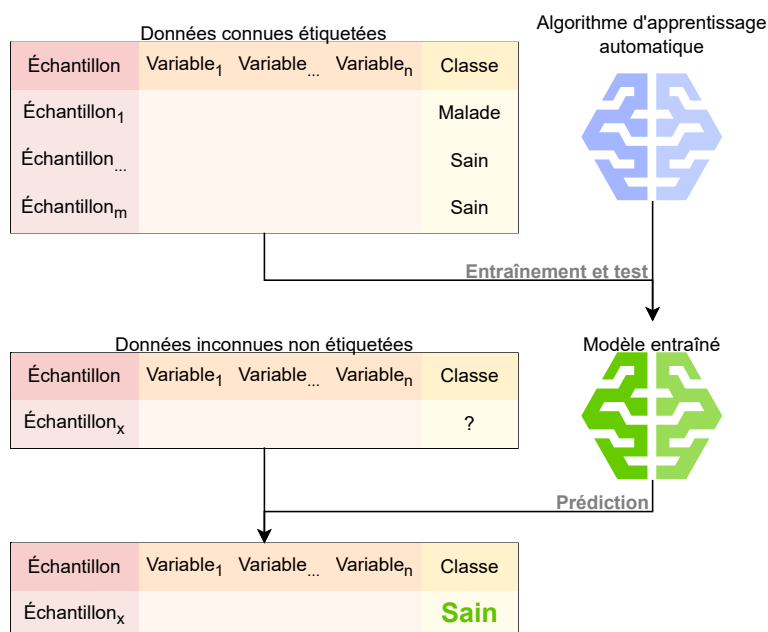 Données connues étiquetées
Algorithme d'apprentissage
automatique
Échantillon Variable1 Variable... Variablen Classe
Échantillon1 Malade
Échantillon... Sain
Échantillonm Sain
Entraînement et test
Données inconnues non étiquetées
Modèle entraîné
Échantillon Variable1 Variable... Variablen Classe
Échantillonx ?
Prédiction
Échantillon Variable1 Variable... Variablen Classe
Échantillonx Sain